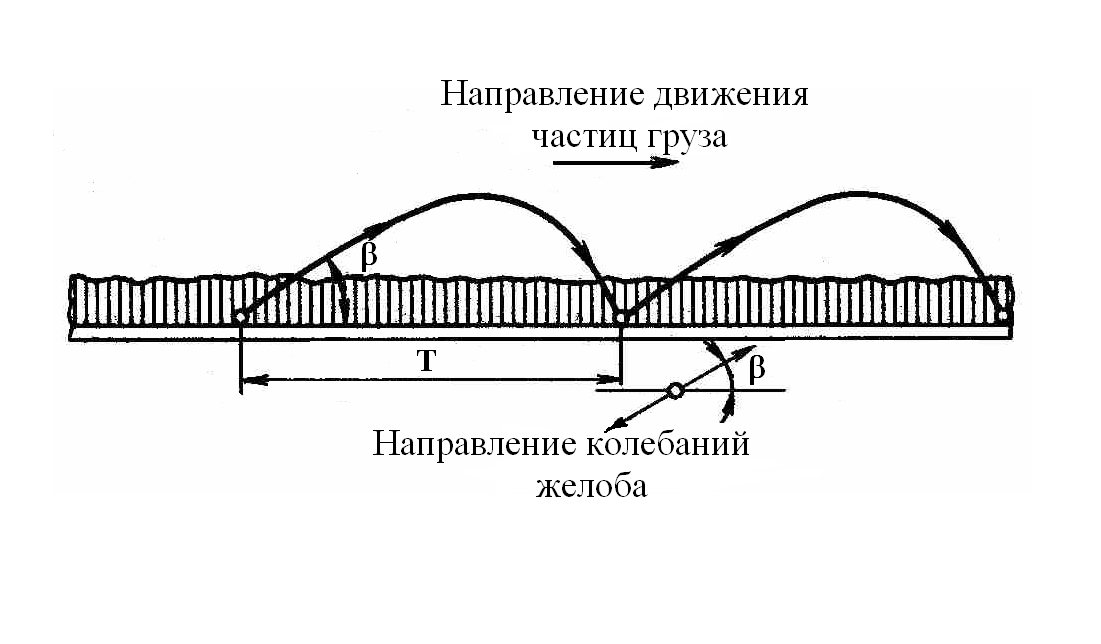 Направление движения
частиц груза
β
T
β
Направление колебаний
желоба